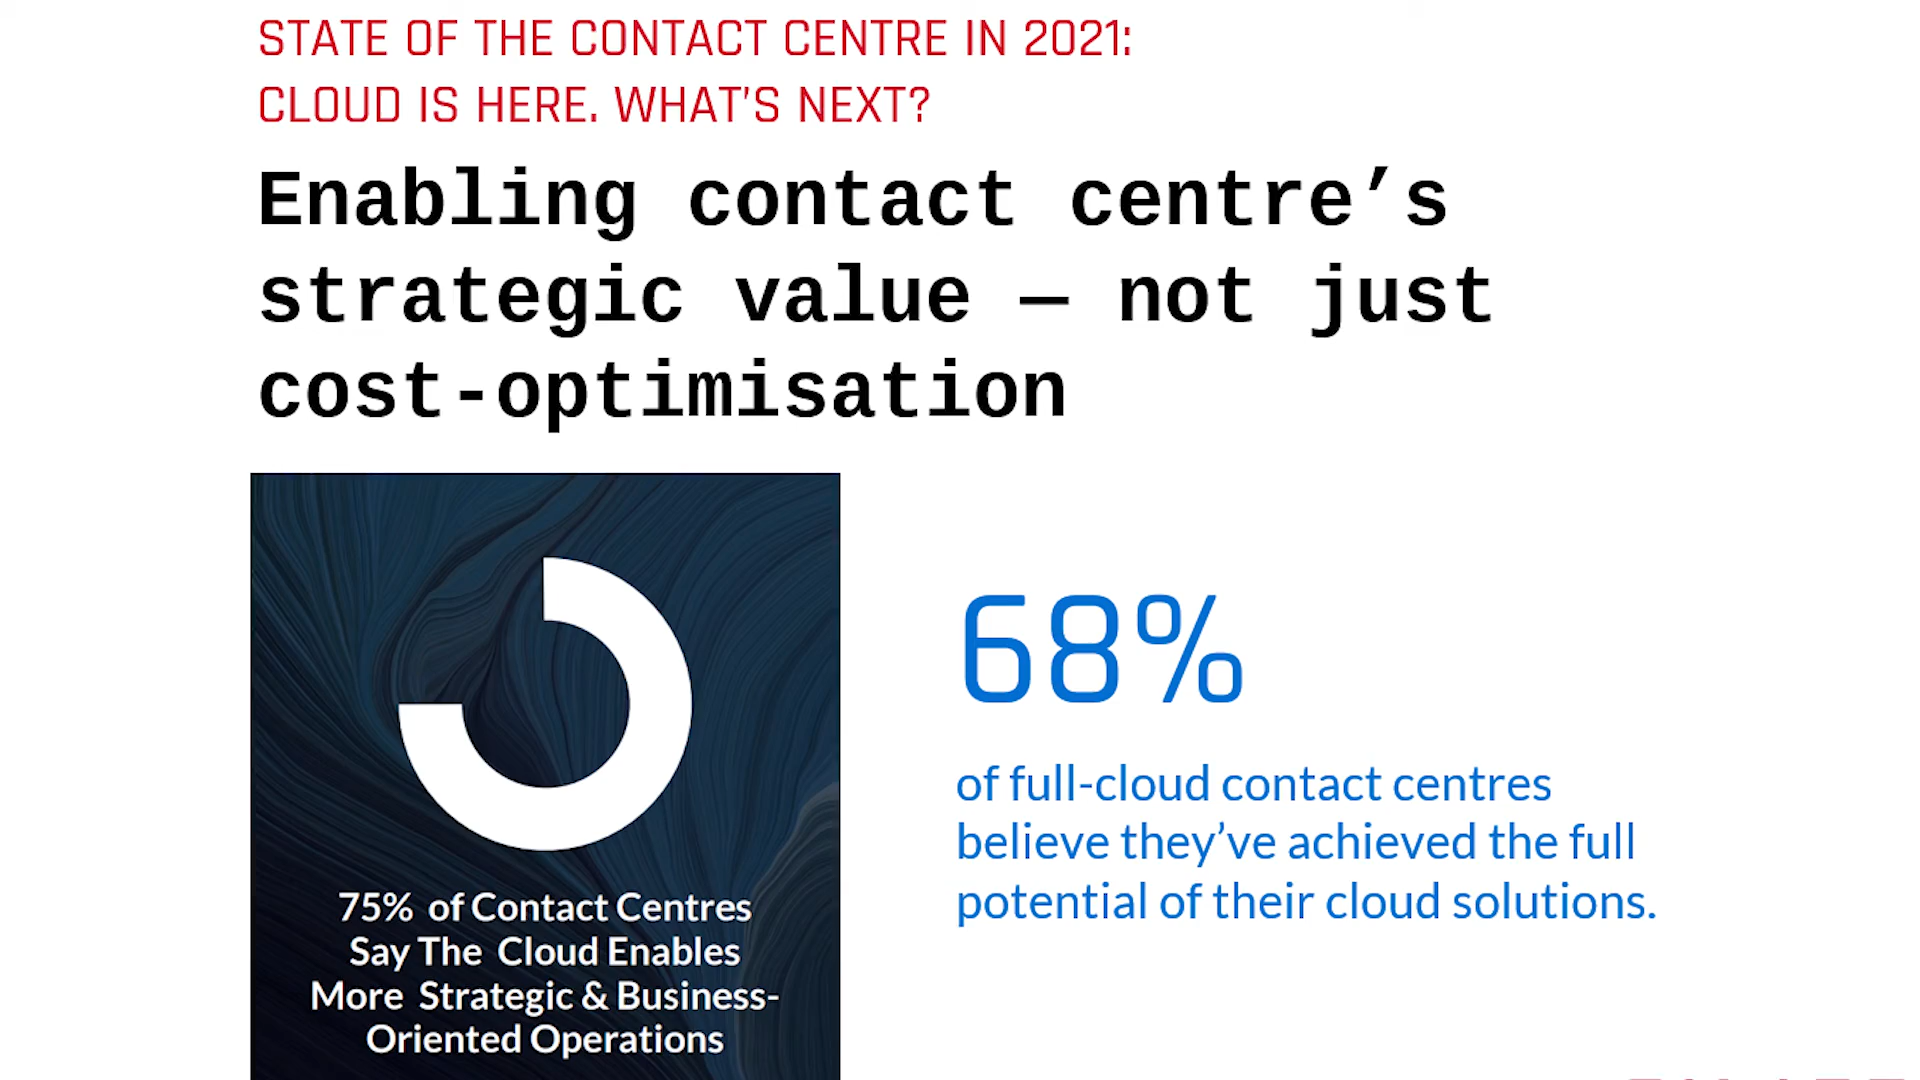 STATE OF THE CONTACT CENTRE IN 2021:
CLOUD IS HERE. WHAT’S NEXT?
Enabling contact centre’s
strategic value — not just
cost-optimisation
75% of Contact Centres
Say The Cloud Enables
More Strategic & Business-
Oriented Operations
68%
of full-cloud contact centres
believe they’ve achieved the full
potential of their cloud solutions.